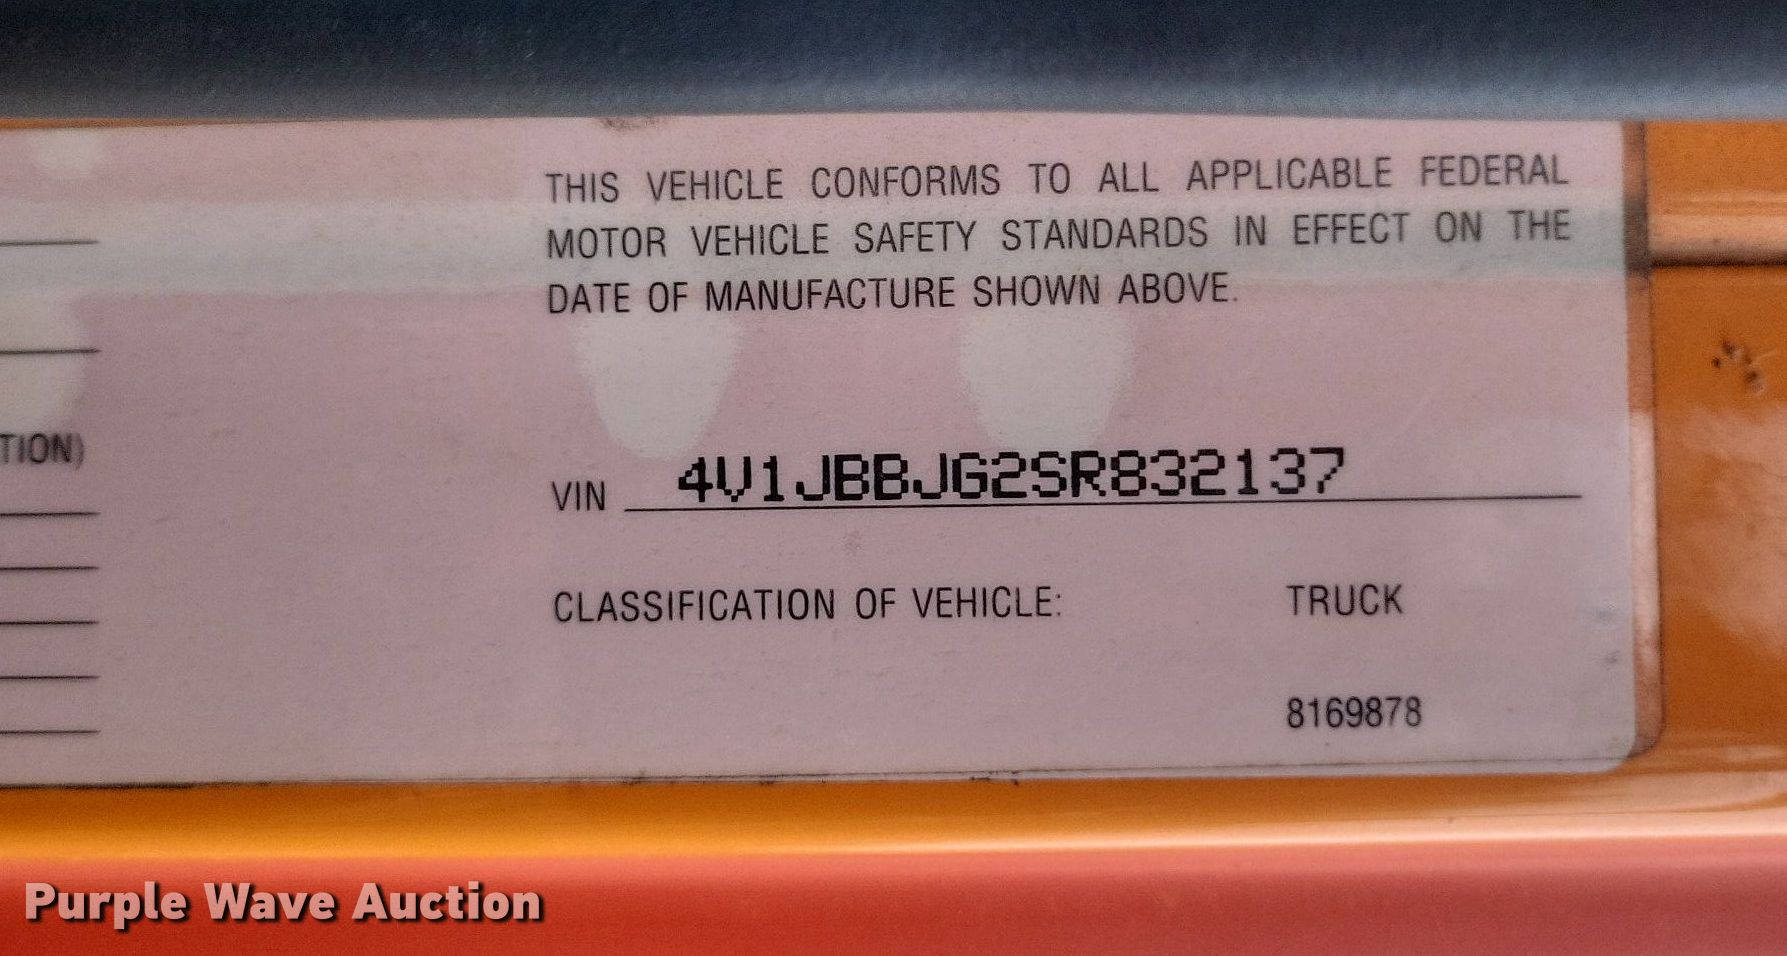 THIS VEHICLE CONFORMS TO ALL APPLICABLE FEDERAL
MOTOR VEHICLE SAFETY STANDARDS IN EFFECT ON THE
DATE OF MANUFACTURE SHOWN ABOVE.
TION)
VIN 4V1JBBJG2SR832137
CLASSIFICATION OF VEHICLE: TRUCK
8169878
Purple Wave Auction